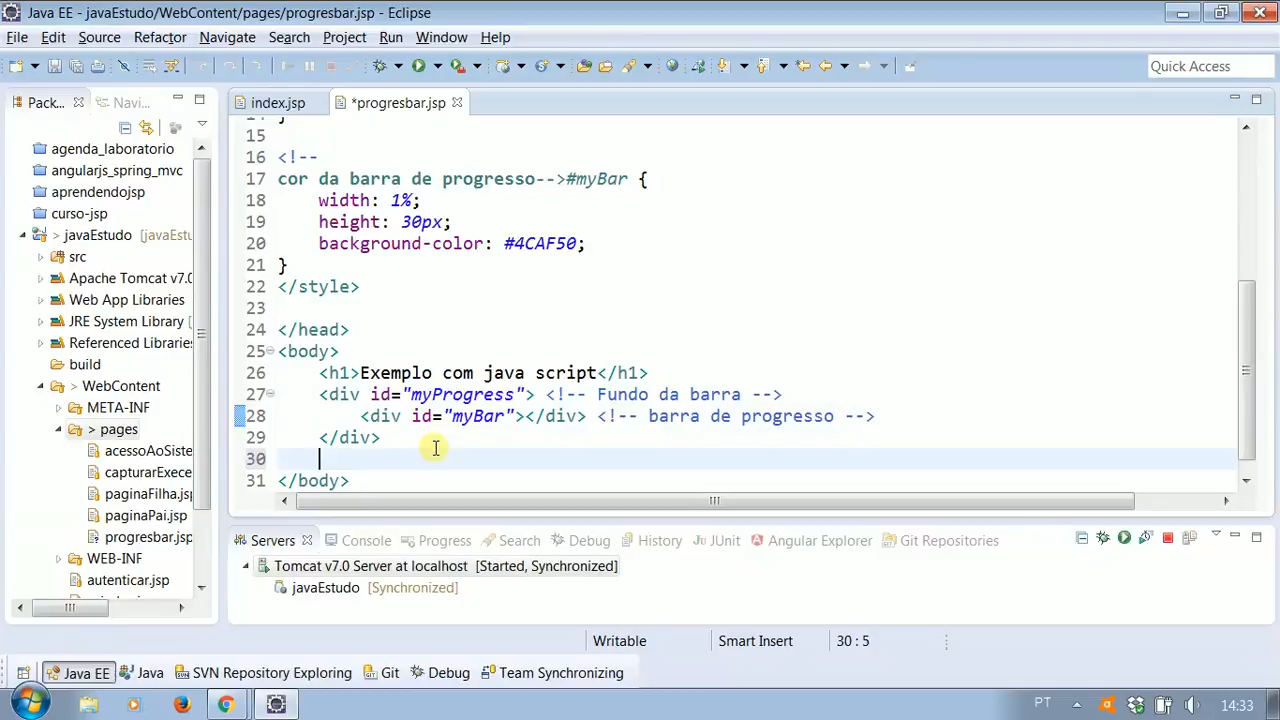 Java EE - javaEstudo/WebContent/pages/progresbar.jsp - Eclipse
File Edit Source Refactor Navigate Search Project Run Window Help
Quick Access
Pack... Navi...
index.jsp *progresbar.jsp
agenda_laboratorio
angularjs_spring_mvc
aprendendojsp
curso-jsp
> javaEstudo [javaEstu
src
Apache Tomcat v7.0
Web App Libraries
JRE System Library [
Referenced Libraries
build
> WebContent
META-INF
> pages
acessoAoSiste
capturarExece
paginaFilha.jsp
paginaPai.jsp
progresbar.jsp
WEB-INF
autenticar.jsp
15
16 <!--
17 cor da barra de progresso-->#myBar {
18 width: 1%;
19 height: 30px;
20 background-color: #4CAF50;
21 }
22 </style>
23
24 </head>
25 <body>
26 <h1>Exemplo com java script</h1>
27 <div id="myProgress"> <!-- Fundo da barra -->
28 <div id="myBar"></div> <!-- barra de progresso -->
29 </div>
30
31 </body>
Servers Console Progress Search Debug History JUnit Angular Explorer Git Repositories
Tomcat v7.0 Server at localhost [Started, Synchronized]
javaEstudo [Synchronized]
Writable Smart Insert 30 : 5
Java EE Java SVN Repository Exploring Git Debug Team Synchronizing
PT 14:33